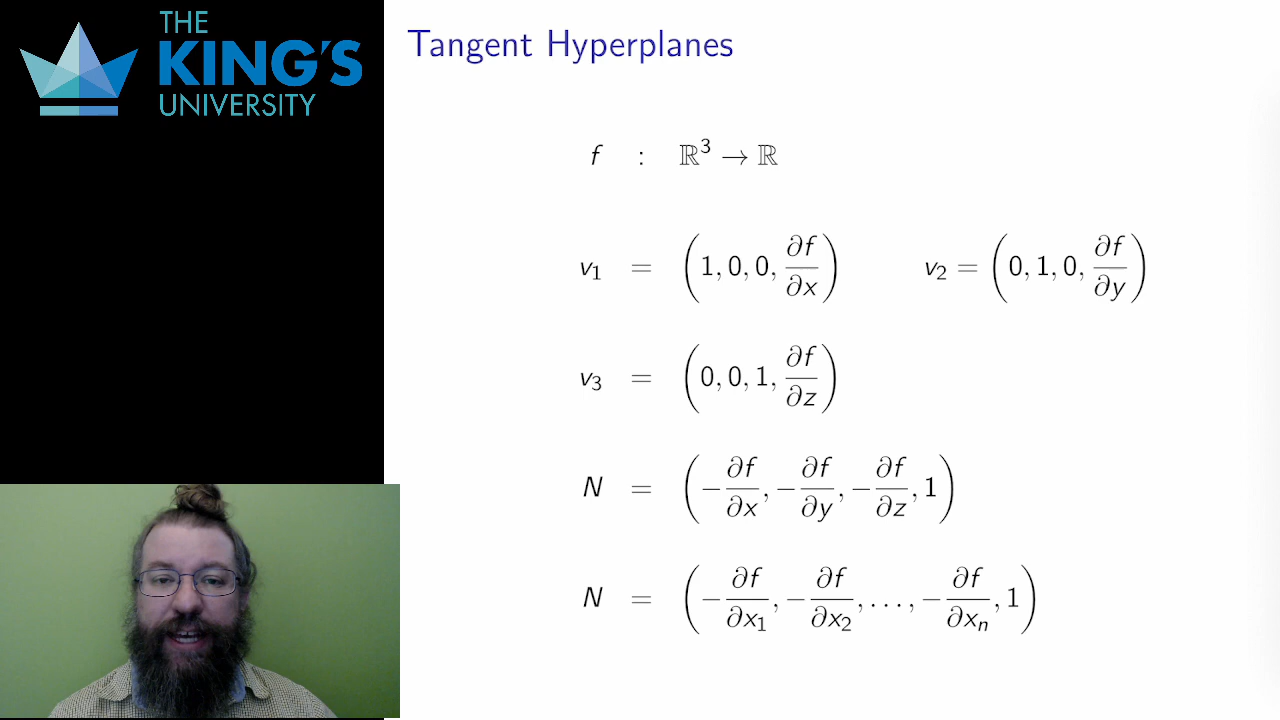 THE
KING'S
UNIVERSITY
Tangent Hyperplanes
f : ℝ³ → ℝ
v₁ = (1, 0, 0, ∂f/∂x) v₂ = (0, 1, 0, ∂f/∂y)
v₃ = (0, 0, 1, ∂f/∂z)
N = (−∂f/∂x, −∂f/∂y, −∂f/∂z, 1)
N = (−∂f/∂x₁, −∂f/∂x₂, . . . , −∂f/∂xₙ, 1)